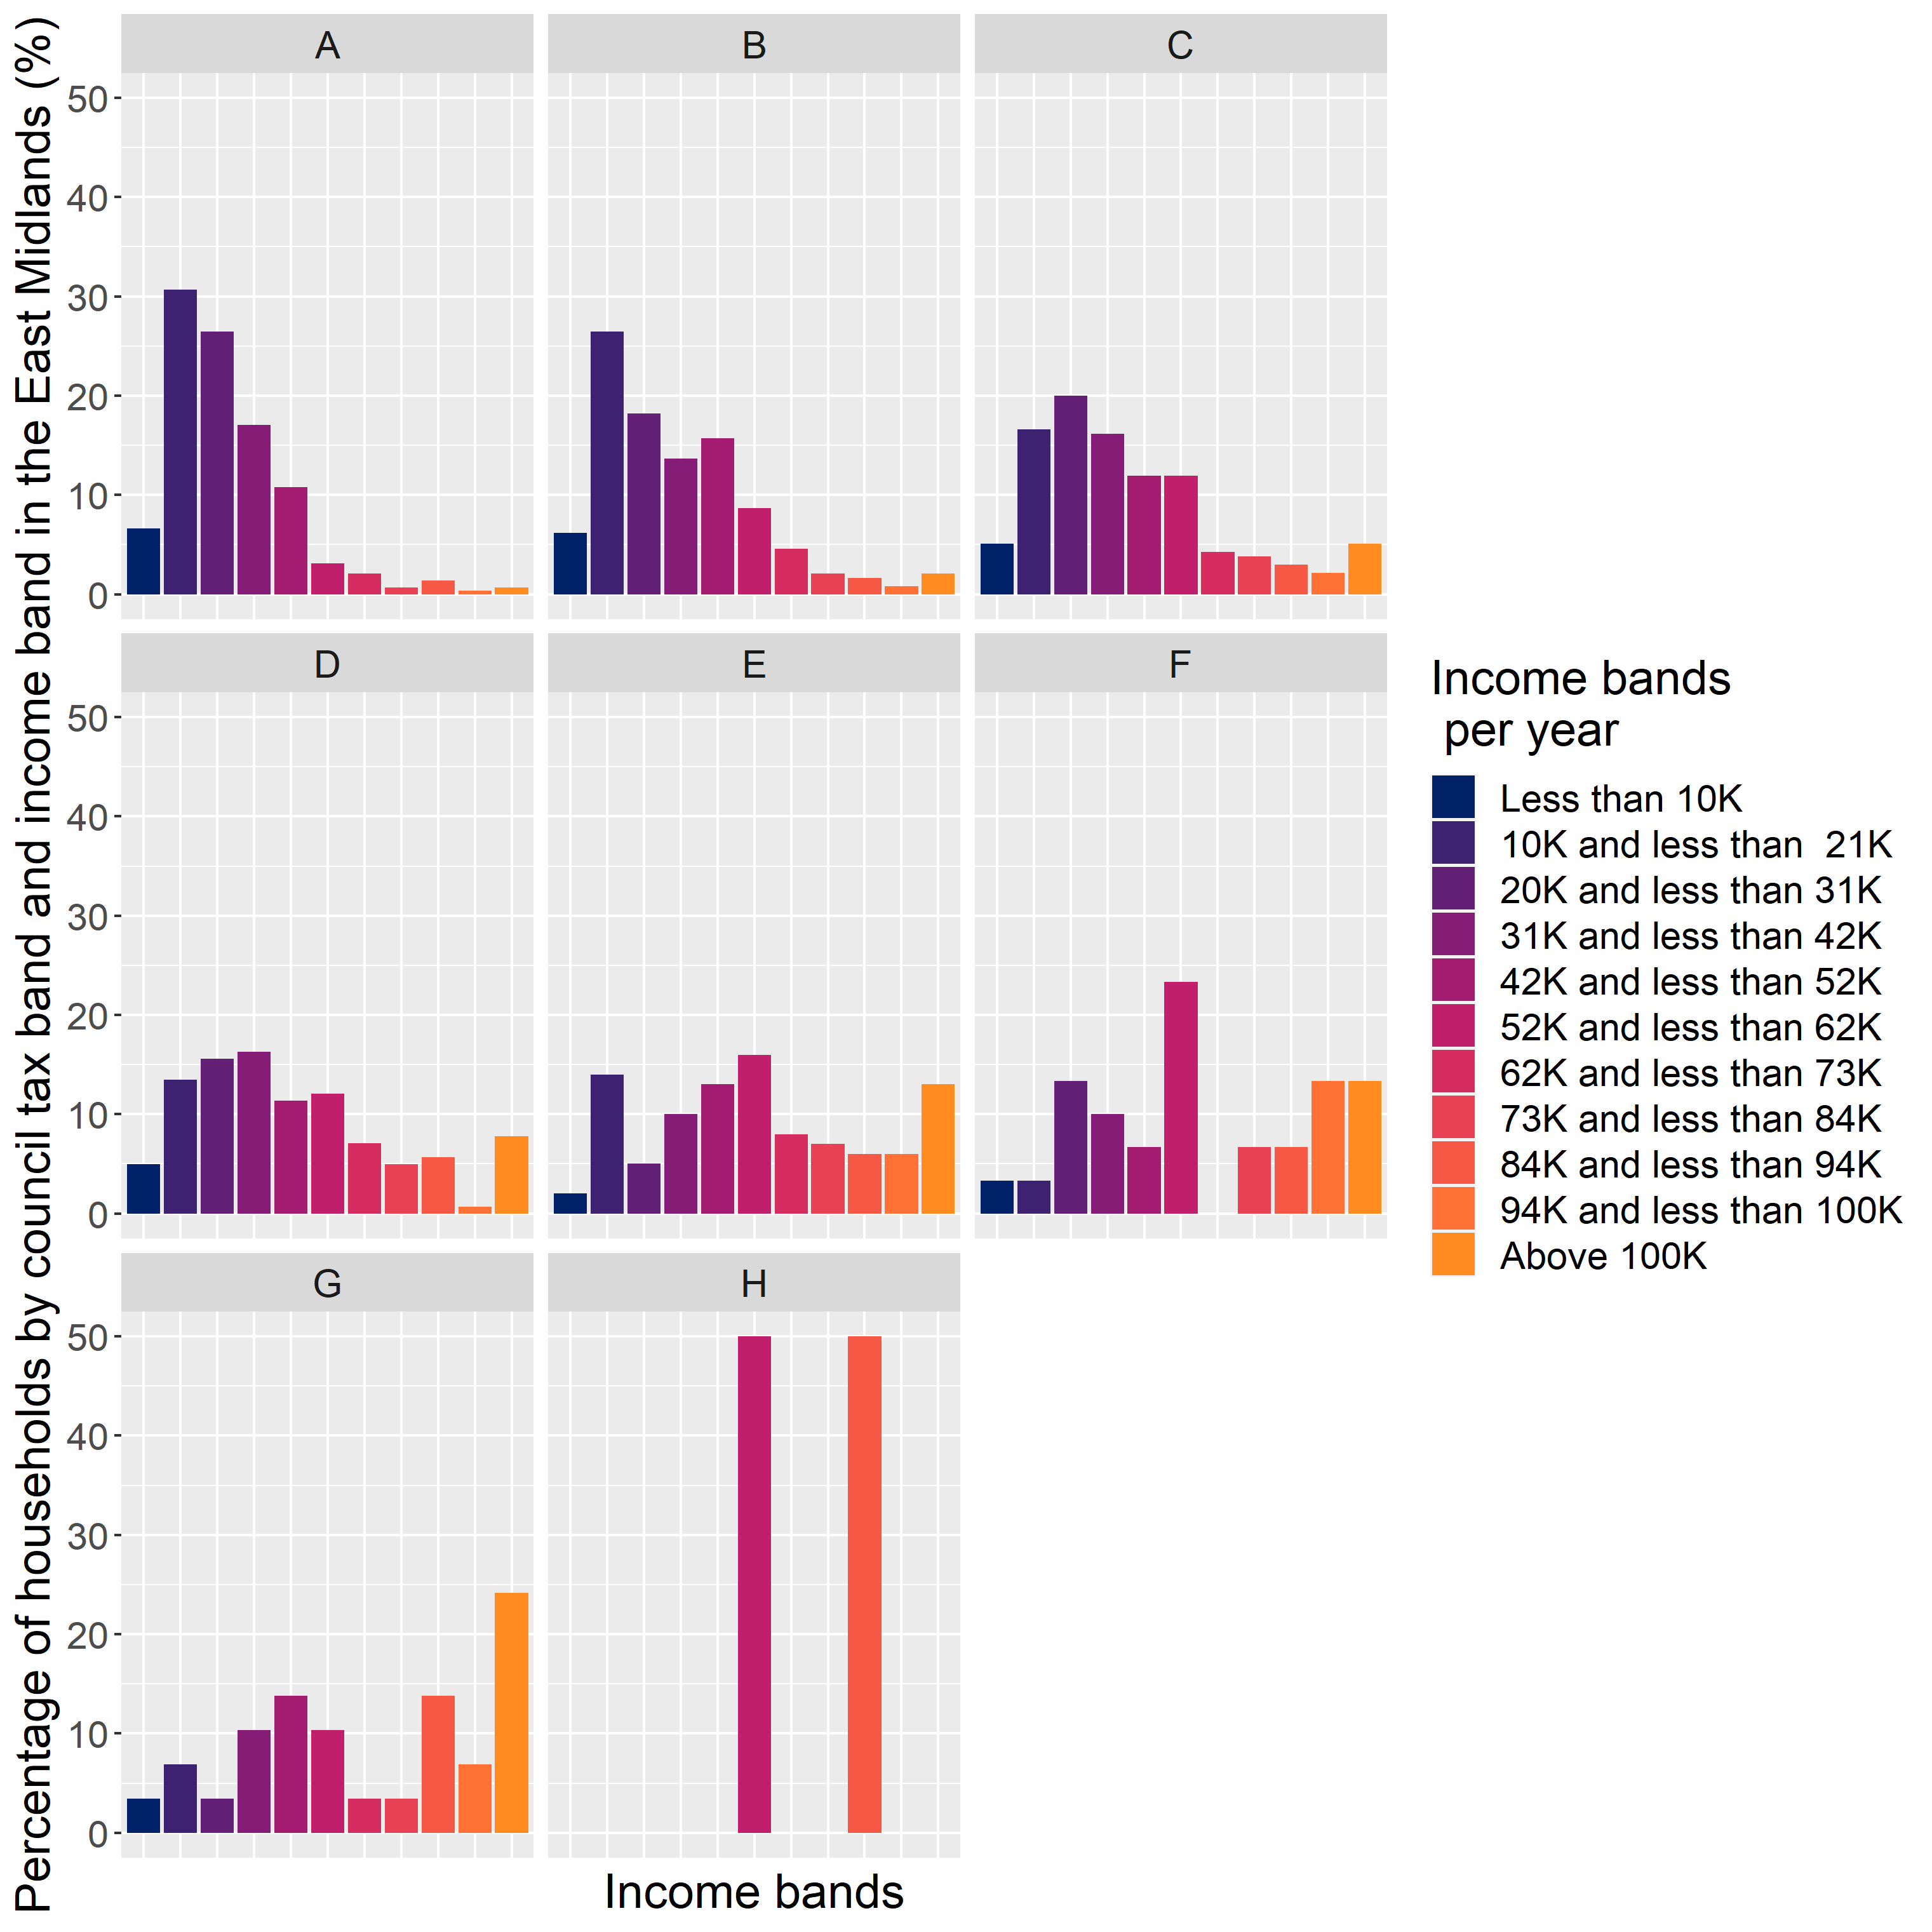 Percentage of households by council tax band and income band in the East Midlands (%)
A
B
C
50
40
30
20
10
0
D
E
F
50
40
30
20
10
0
G
H
50
40
30
20
10
0
Income bands
Income bands
per year
Less than 10K
10K and less than  21K
20K and less than 31K
31K and less than 42K
42K and less than 52K
52K and less than 62K
62K and less than 73K
73K and less than 84K
84K and less than 94K
94K and less than 100K
Above 100K